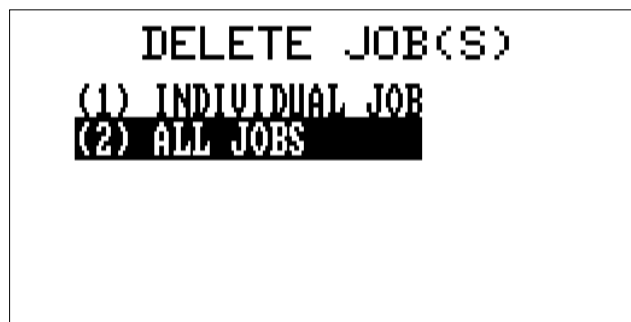 DELETE JOB(S)
(1) INDIVIDUAL JOB
(2) ALL JOBS